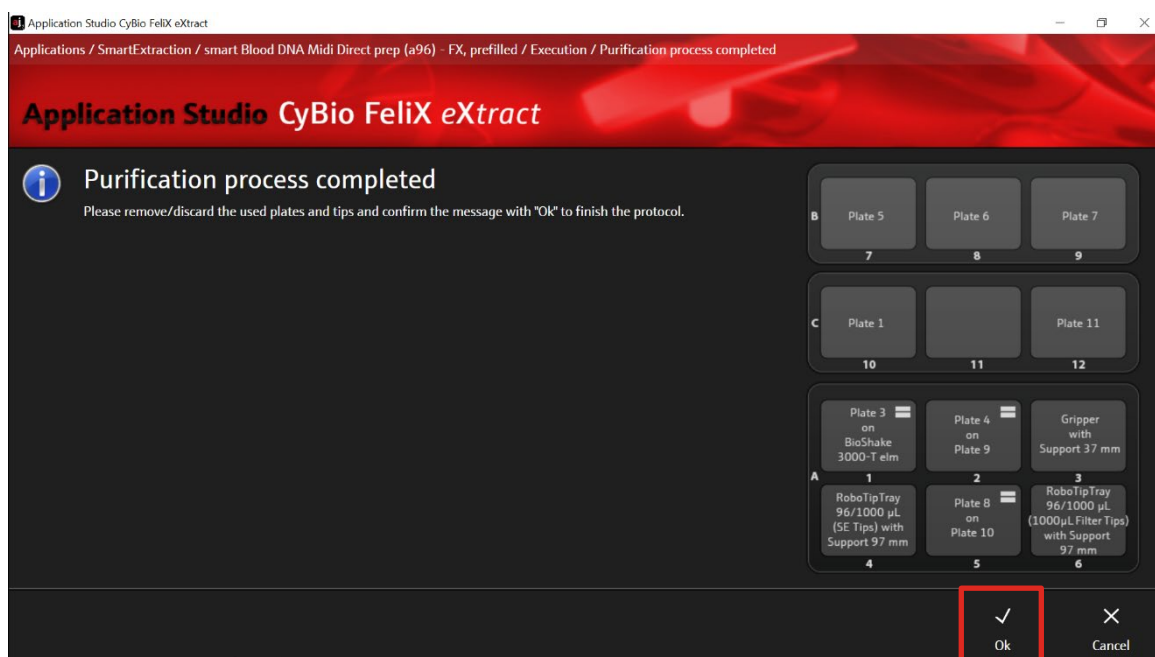 Application Studio CyBio FeliX eXtract
Applications / SmartExtraction / smart Blood DNA Midi Direct prep (a96) - FX, prefilled / Execution / Purification process completed
Application Studio CyBio FeliX eXtract
Purification process completed
Please remove/discard the used plates and tips and confirm the message with "Ok" to finish the protocol.
B
Plate 5
Plate 6
Plate 7
7
8
9
C
Plate 1
Plate 11
10
11
12
A
Plate 3
on
BioShake
3000-T elm
1
Plate 4
on
Plate 9
2
Gripper
with
Support 37 mm
3
RoboTipTray
96/1000 µL
(SE Tips) with
Support 97 mm
4
Plate 8
on
Plate 10
5
RoboTipTray
96/1000 µL
(1000µL Filter Tips)
with Support
97 mm
6
Ok
Cancel